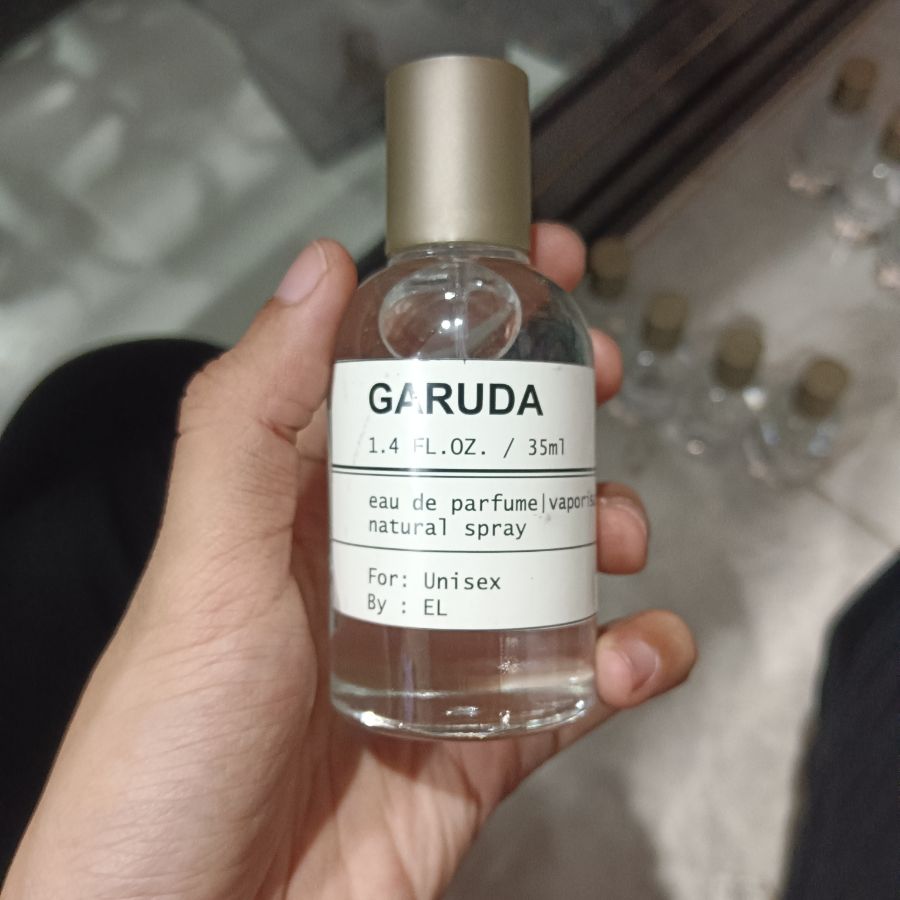 GARUDA
1.4 FL.OZ. / 35ml
eau de parfume|vaporis
natural spray
For: Unisex
By : EL